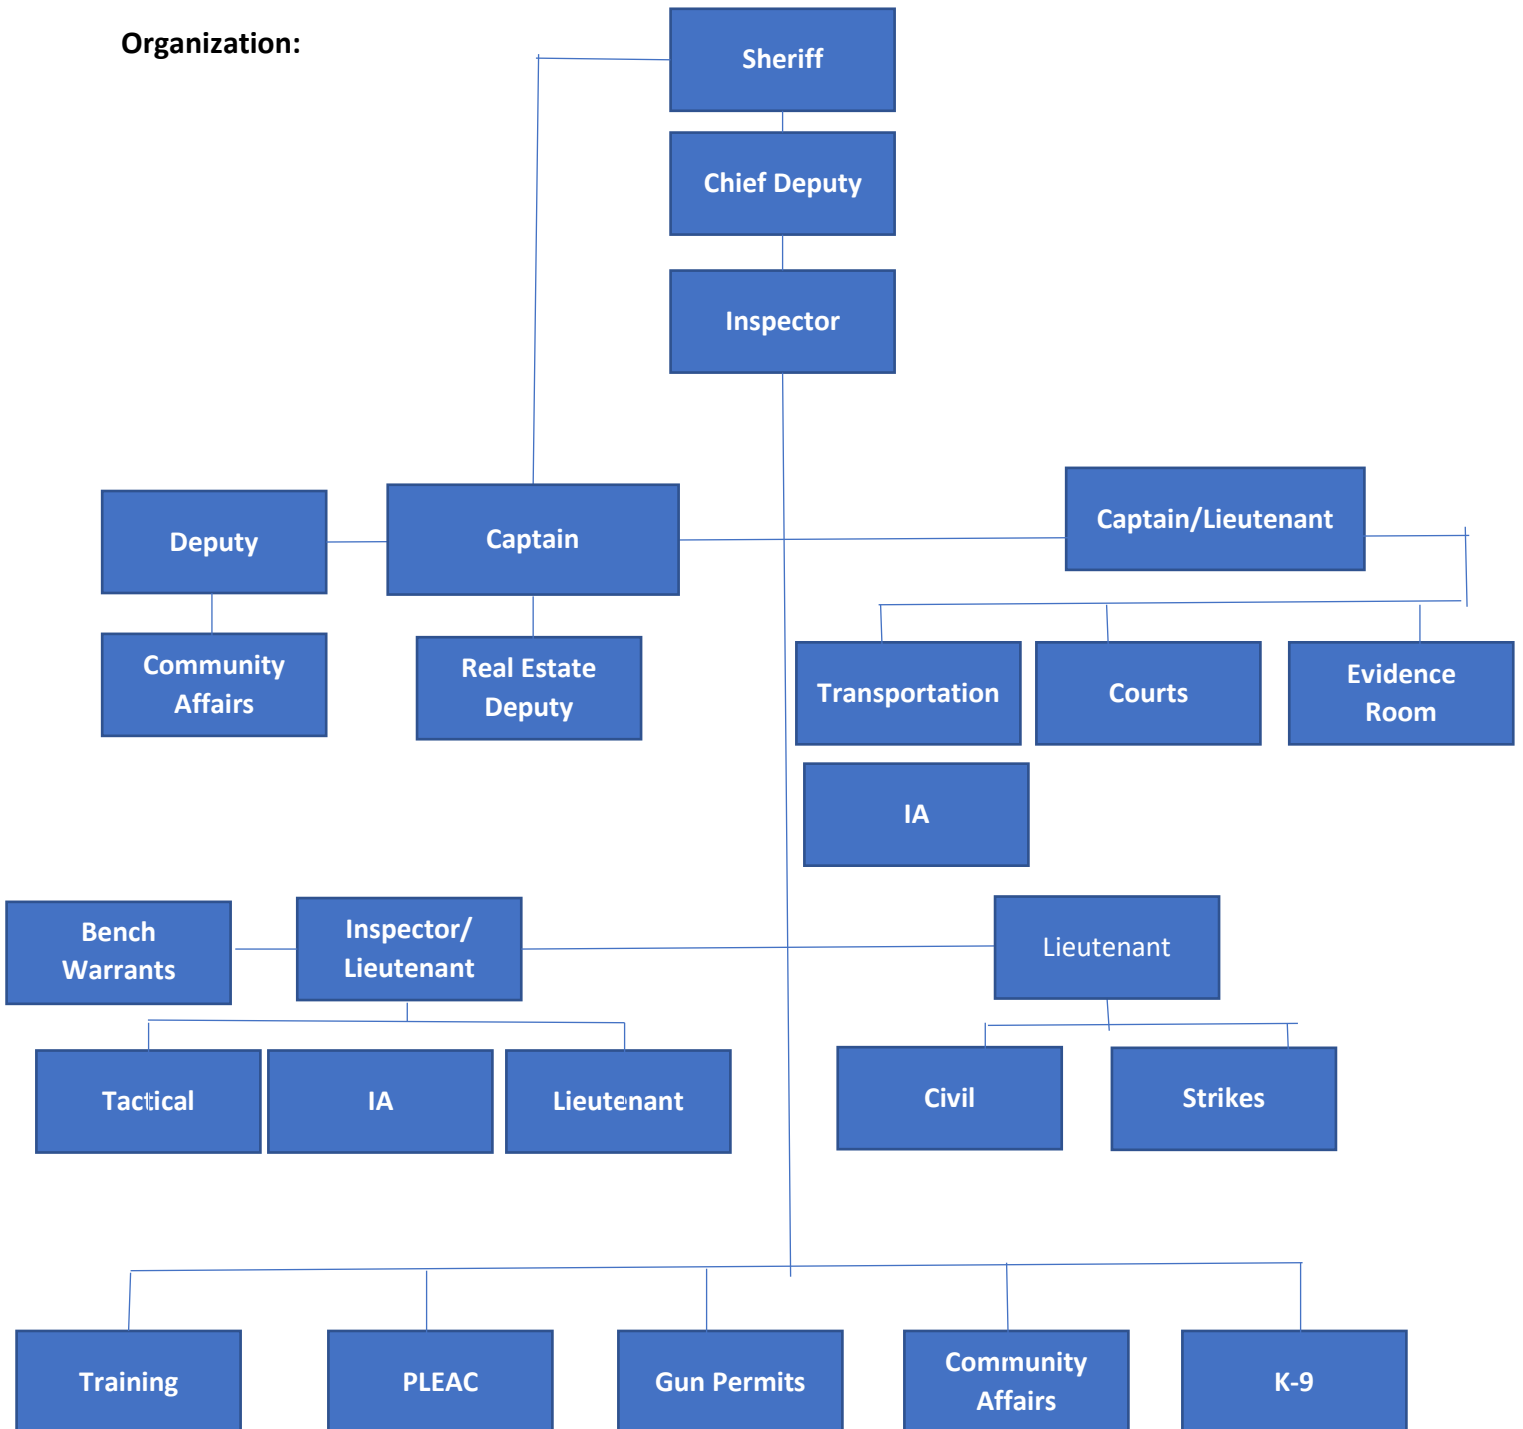 Organization:
Sheriff
Chief Deputy
Inspector
Deputy
Captain
Captain/Lieutenant
Community
Affairs
Real Estate
Deputy
Transportation
Courts
Evidence
Room
IA
Bench
Warrants
Inspector/
Lieutenant
Lieutenant
Tactical
IA
Lieutenant
Civil
Strikes
Training
PLEAC
Gun Permits
Community
Affairs
K-9